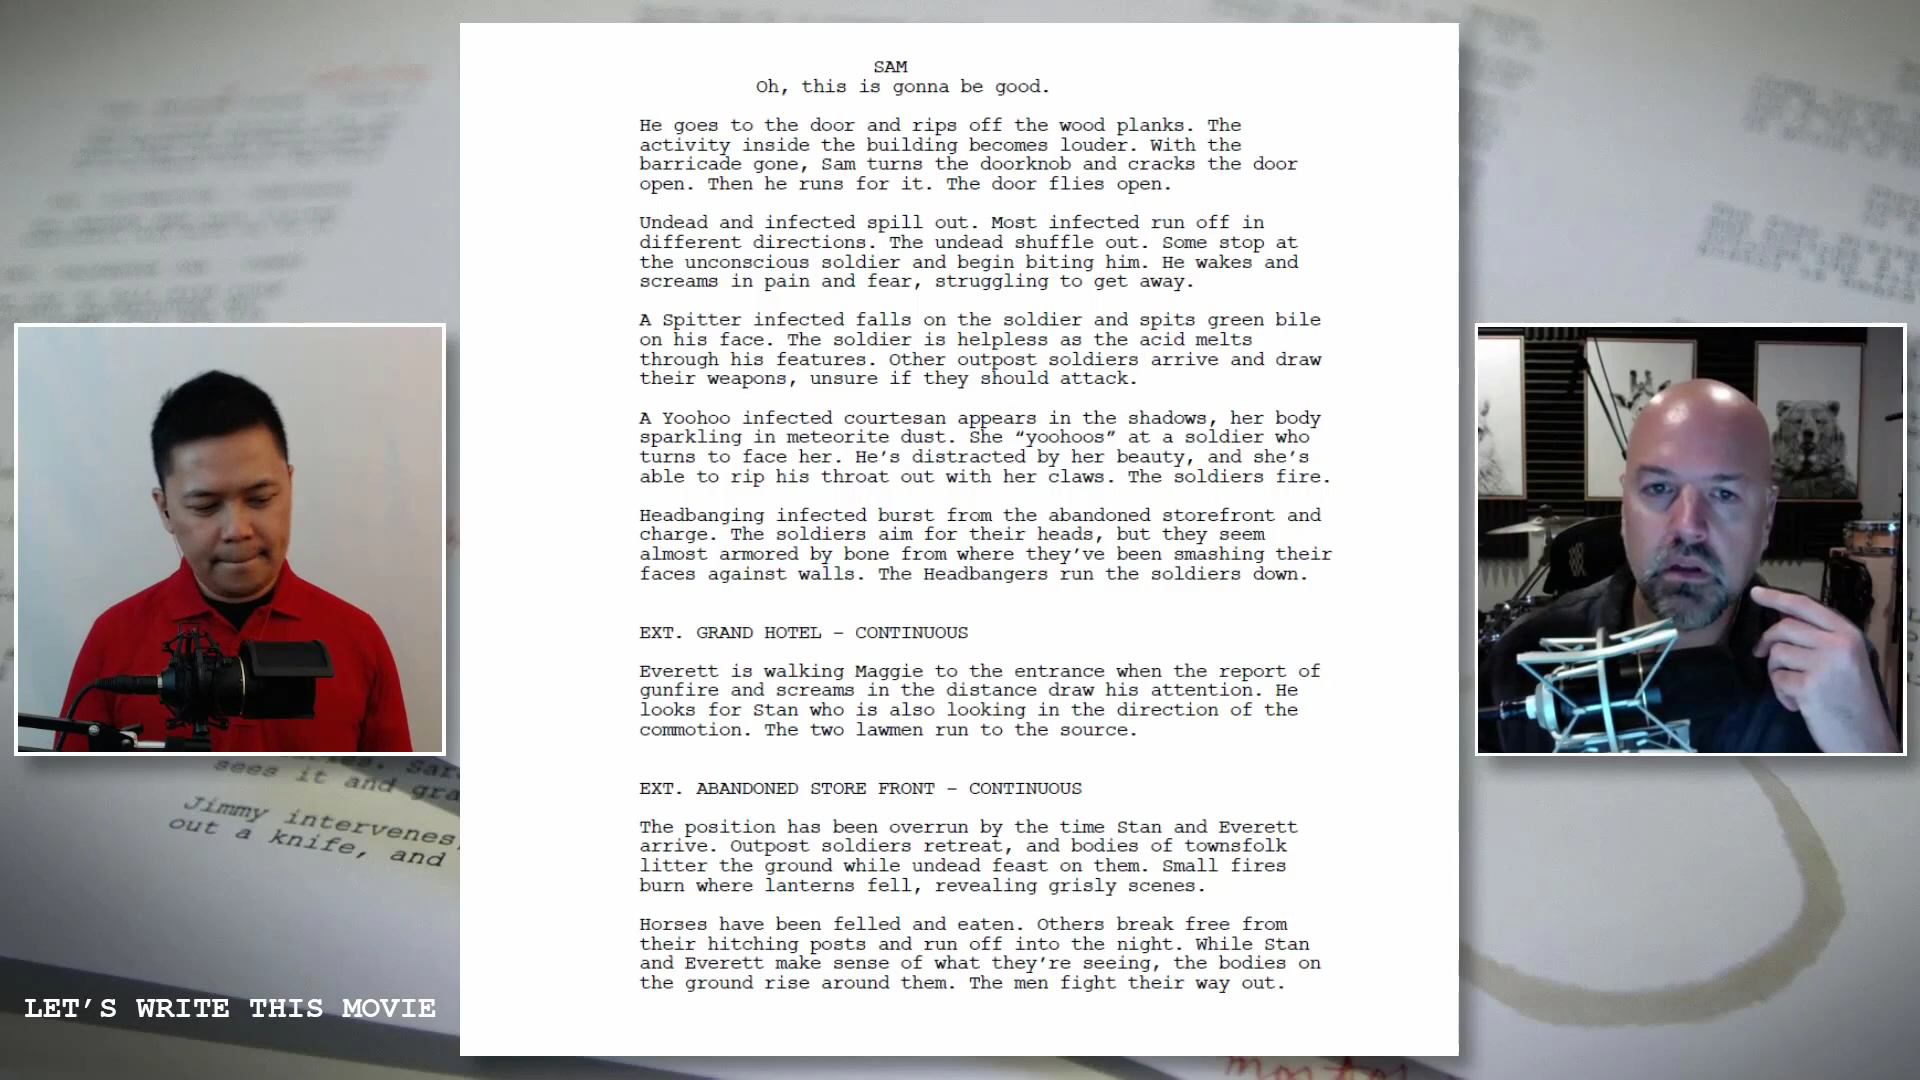 SAM
Oh, this is gonna be good.
He goes to the door and rips off the wood planks. The
activity inside the building becomes louder. With the
barricade gone, Sam turns the doorknob and cracks the door
open. Then he runs for it. The door flies open.
Undead and infected spill out. Most infected run off in
different directions. The undead shuffle out. Some stop at
the unconscious soldier and begin biting him. He wakes and
screams in pain and fear, struggling to get away.
A Spitter infected falls on the soldier and spits green bile
on his face. The soldier is helpless as the acid melts
through his features. Other outpost soldiers arrive and draw
their weapons, unsure if they should attack.
A Yoohoo infected courtesan appears in the shadows, her body
sparkling in meteorite dust. She “yoohoos” at a soldier who
turns to face her. He’s distracted by her beauty, and she’s
able to rip his throat out with her claws. The soldiers fire.
Headbanging infected burst from the abandoned storefront and
charge. The soldiers aim for their heads, but they seem
almost armored by bone from where they’ve been smashing their
faces against walls. The Headbangers run the soldiers down.
EXT. GRAND HOTEL – CONTINUOUS
Everett is walking Maggie to the entrance when the report of
gunfire and screams in the distance draw his attention. He
looks for Stan who is also looking in the direction of the
commotion. The two lawmen run to the source.
EXT. ABANDONED STORE FRONT – CONTINUOUS
The position has been overrun by the time Stan and Everett
arrive. Outpost soldiers retreat, and bodies of townsfolk
litter the ground while undead feast on them. Small fires
burn where lanterns fell, revealing grisly scenes.
Horses have been felled and eaten. Others break free from
their hitching posts and run off into the night. While Stan
and Everett make sense of what they’re seeing, the bodies on
the ground rise around them. The men fight their way out.
sees it and gra
Jimmy intervenes
out a knife, and
LET’S WRITE THIS MOVIE